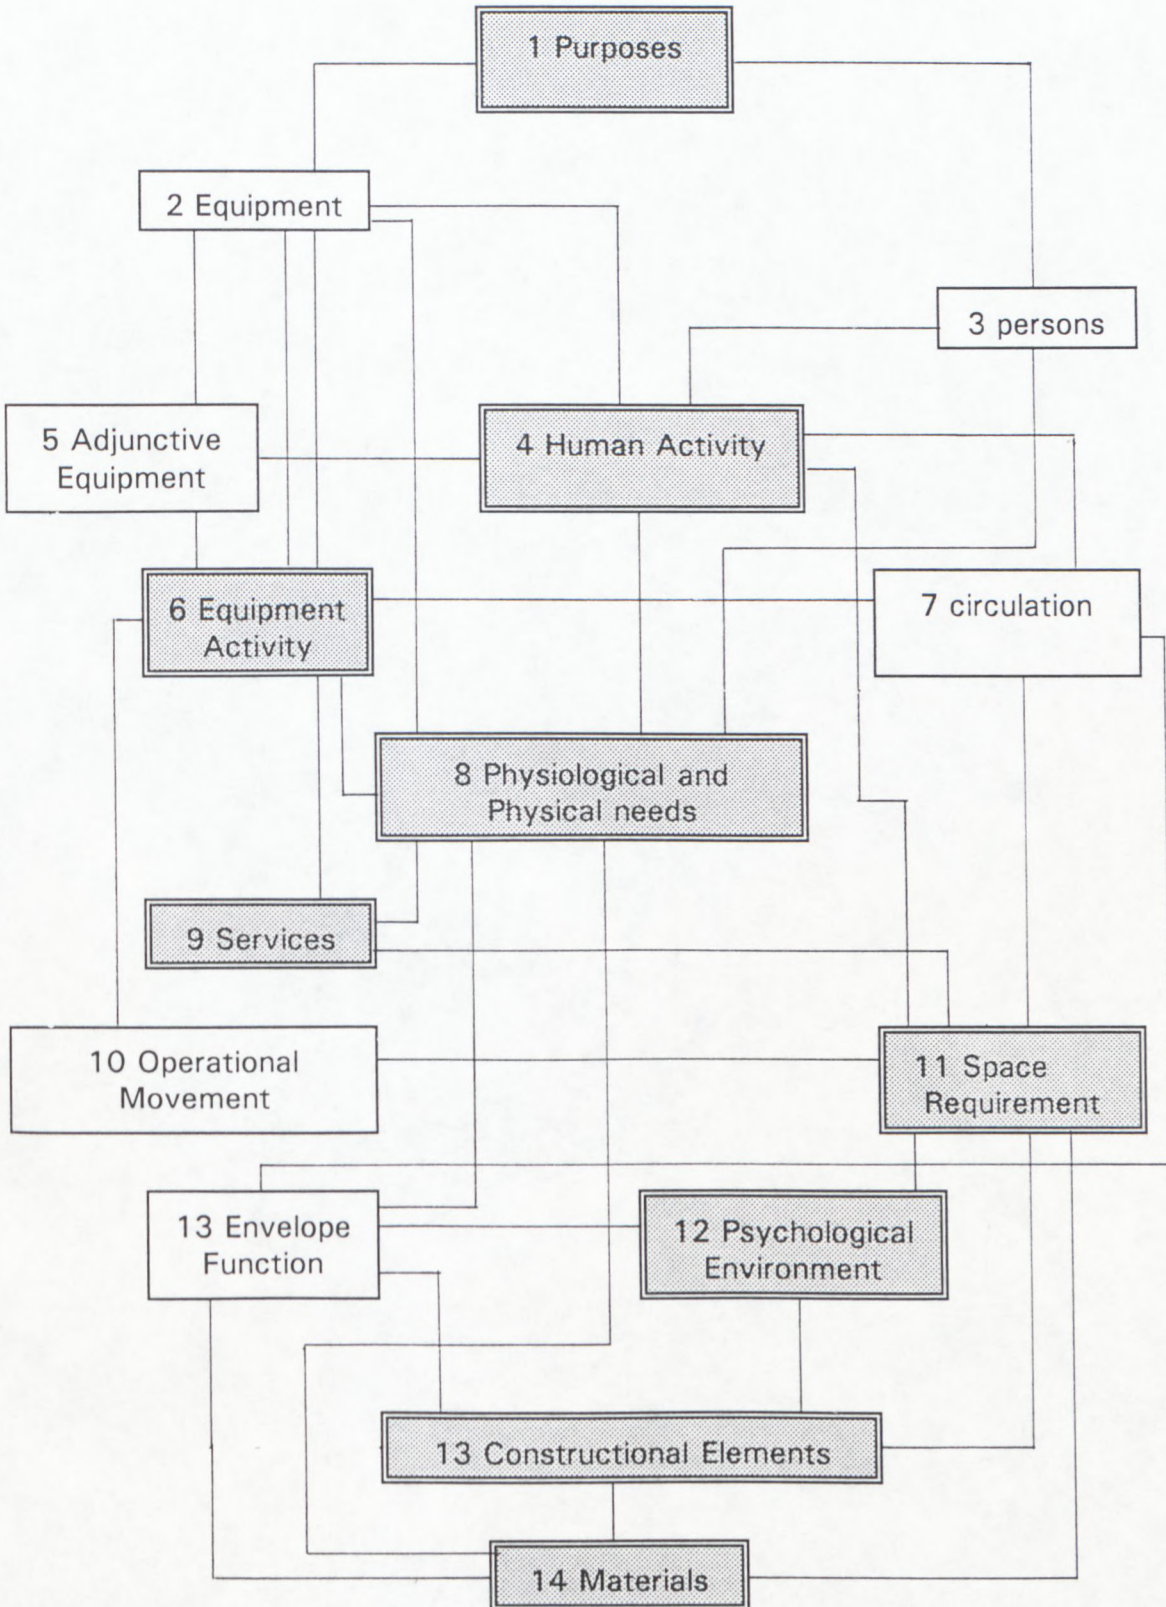 1 Purposes
2 Equipment
3 persons
5 Adjunctive
Equipment
4 Human Activity
6 Equipment
Activity
7 circulation
8 Physiological and
Physical needs
9 Services
10 Operational
Movement
11 Space
Requirement
13 Envelope
Function
12 Psychological
Environment
13 Constructional Elements
14 Materials